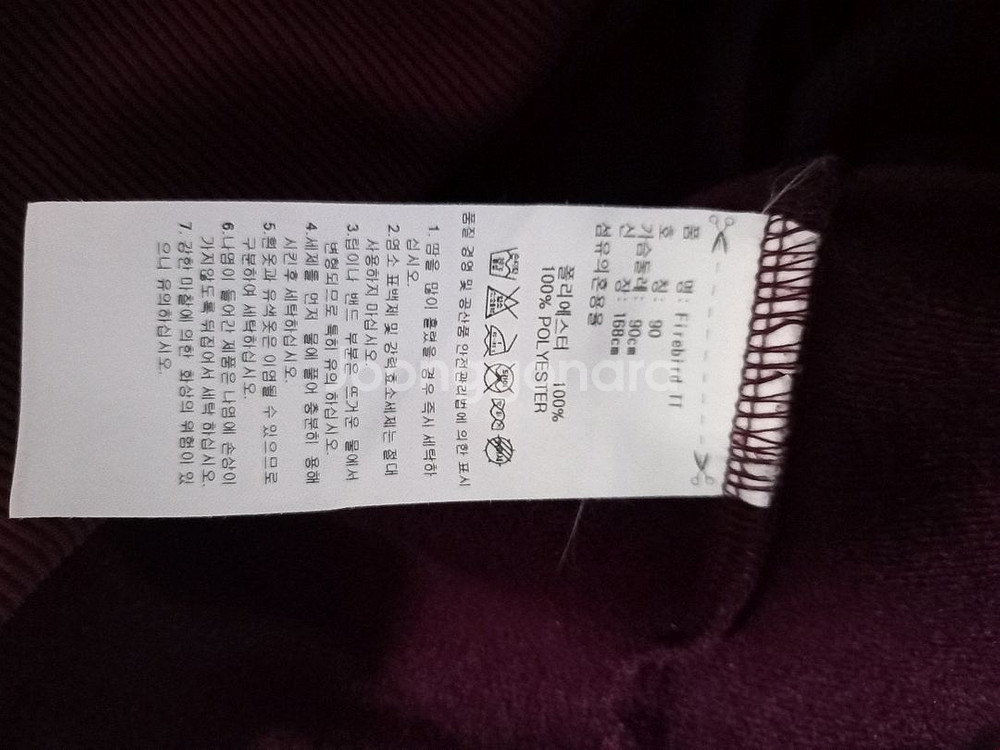 품 명: Firebird TT
호 칭: 90
가슴둘레: 90cm
신 장: 168cm
섬유의혼용율
폴리에스터 100%
100% POLYESTER
품질 경영 및 공산품 안전관리법에 의한 표시
1. 땀을 많이 흘렸을 경우 즉시 세탁하
십시오.
2. 염소 표백제 및 강력 효소세제는 절대
사용하지 마십시오.
3. 립이나 밴드 부분은 뜨거운 물에서
변형되므로 특히 유의 하십시오.
4. 세제를 먼저 물에 풀어 충분히 용해
시킨후 세탁하십시오.
5. 흰옷과 유색옷은 이염될수 있으므로
구분하여 세탁하십시오.
6. 나염이 들어간 제품은 나염에 손상이
가지않도록 뒤집어서 세탁 하십시오.
7. 강한 마찰에 의한 화상의 위험이 있
으니 유의하십시오.
joonggonara